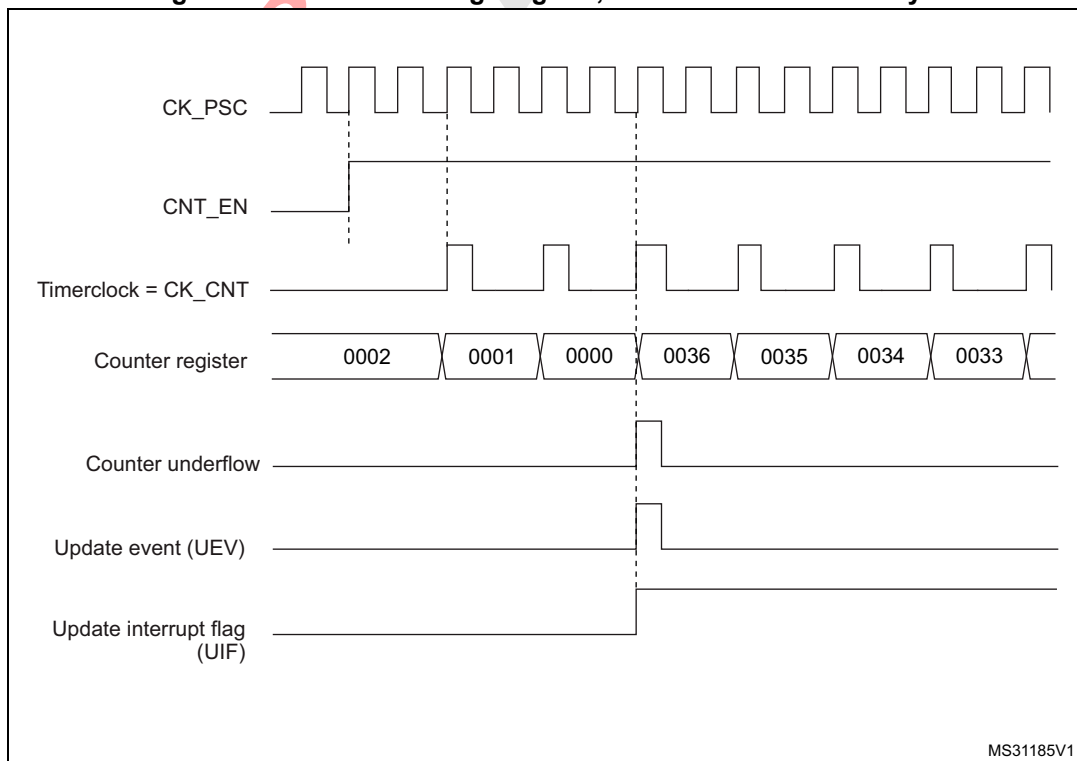 CK_PSC
CNT_EN
Timerclock = CK_CNT
Counter register
0002 0001 0000 0036 0035 0034 0033
Counter underflow
Update event (UEV)
Update interrupt flag
(UIF)
MS31185V1